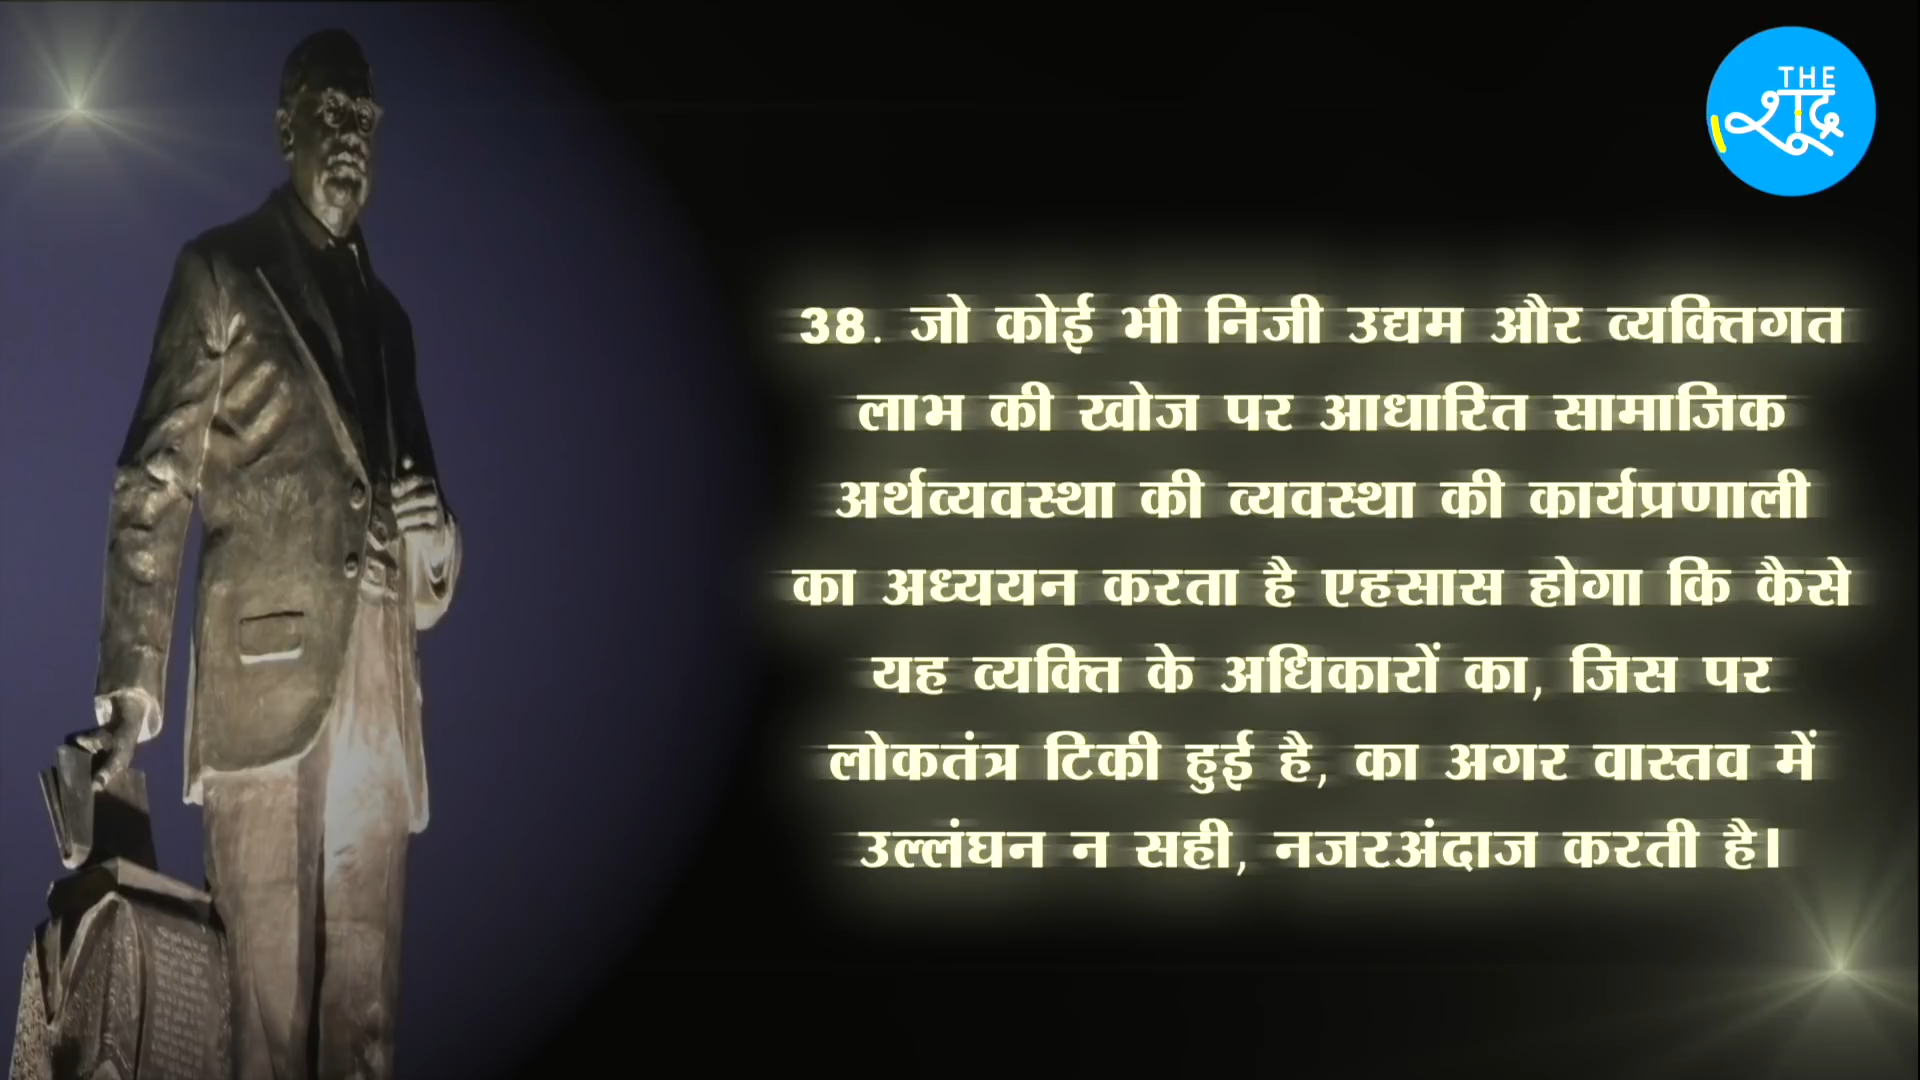 THE
शूद्र
38. जो कोई भी निजी उद्यम और व्यक्तिगत
लाभ की खोज पर आधारित सामाजिक
अर्थव्यवस्था की व्यवस्था की कार्यप्रणाली
का अध्ययन करता है एहसास होगा कि कैसे
यह व्यक्ति के अधिकारों का, जिस पर
लोकतंत्र टिकी हुई है, का अगर वास्तव में
उल्लंघन न सही, नजरअंदाज करती है।